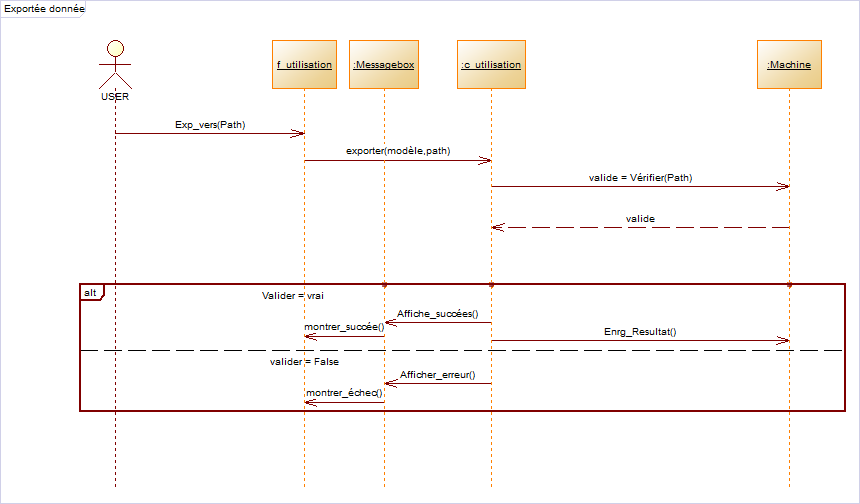 Exportée donnée
f_utilisation
:Messagebox
:c_utilisation
:Machine
USER
Exp_vers(Path)
exporter(modèle,path)
valide = Vérifier(Path)
valide
alt
Valider = vrai
Affiche_succées()
montrer_succée()
Enrg_Resultat()
valider = False
Afficher_erreur()
montrer_échec()